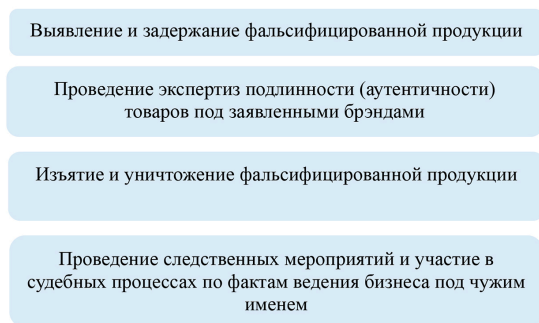 Выявление и задержание фальсифицированной продукции
Проведение экспертиз подлинности (аутентичности)
товаров под заявленными брэндами
Изъятие и уничтожение фальсифицированной продукции
Проведение следственных мероприятий и участие в
судебных процессах по фактам ведения бизнеса под чужим
именем